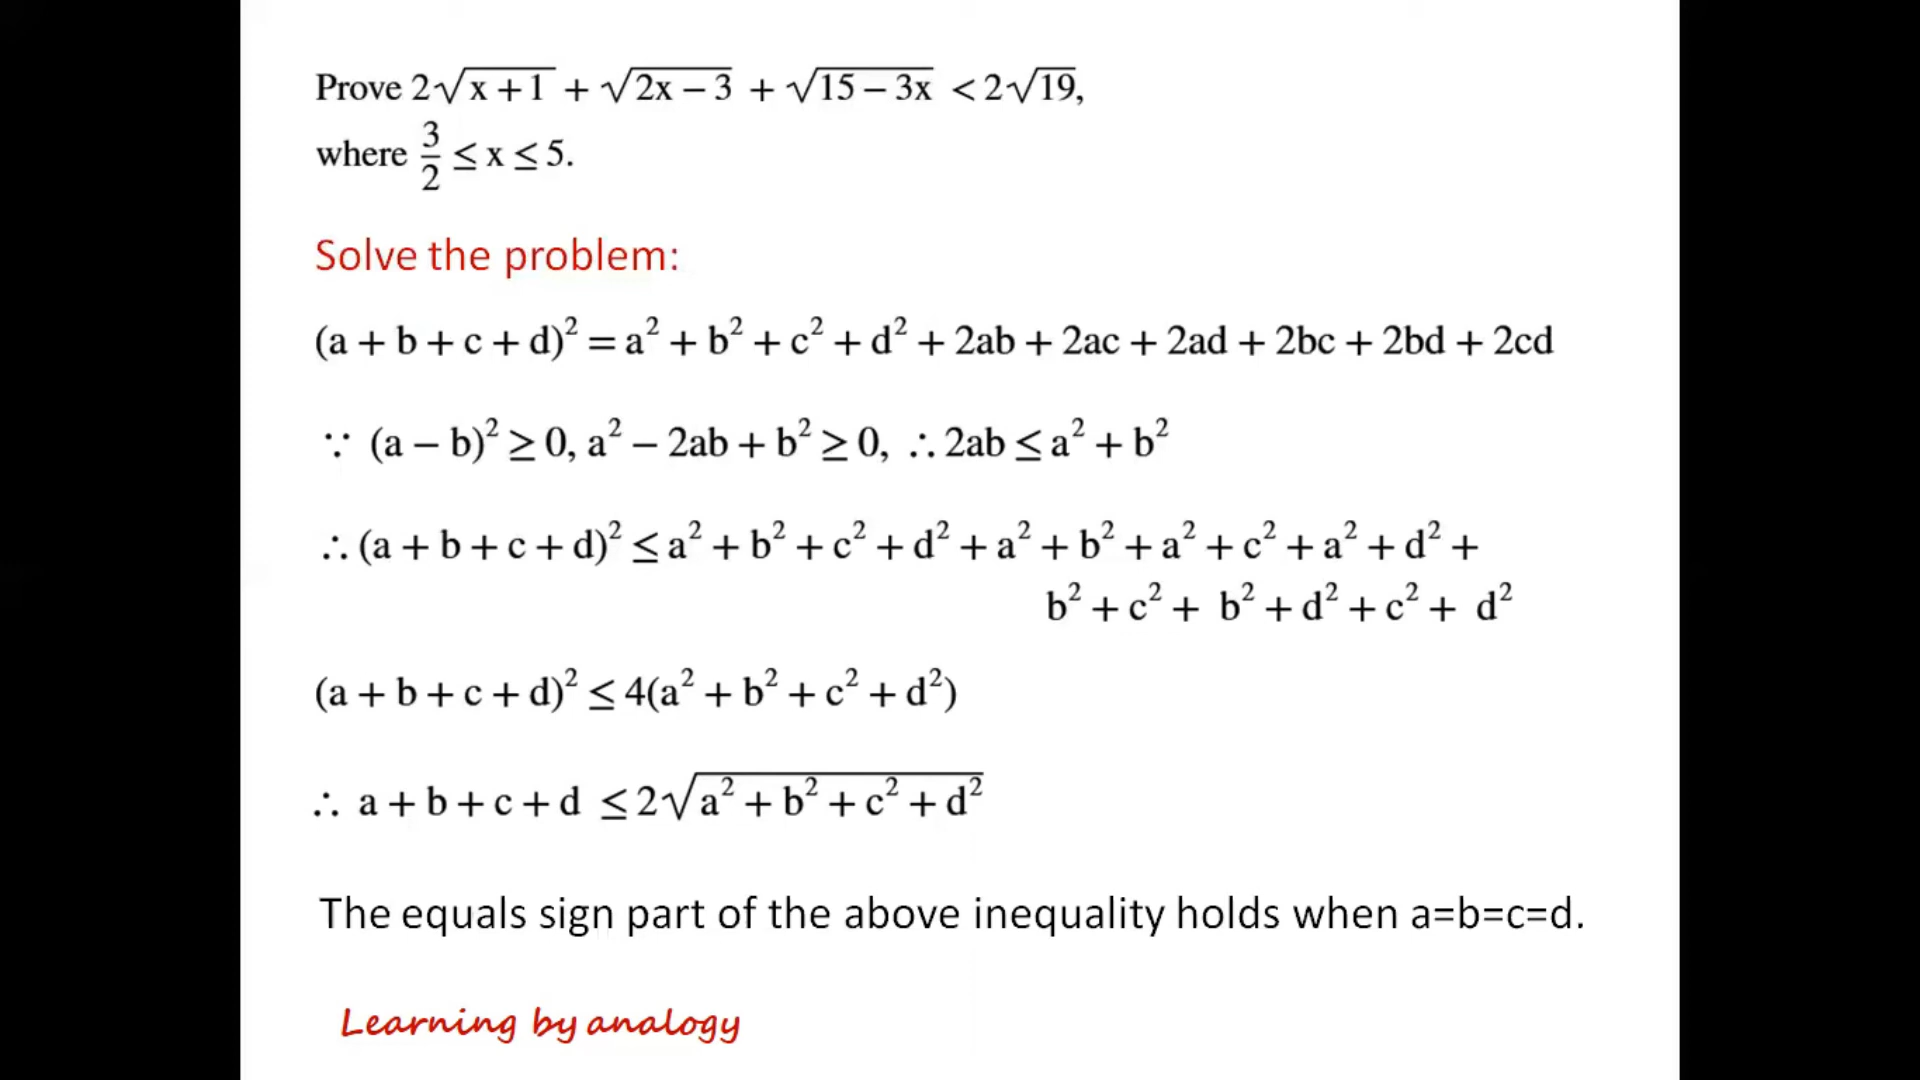 Prove 2√(x + 1) + √(2x − 3) + √(15 − 3x) < 2√19,
where 3/2 ≤ x ≤ 5.
Solve the problem:
(a + b + c + d)² = a² + b² + c² + d² + 2ab + 2ac + 2ad + 2bc + 2bd + 2cd
∵ (a − b)² ≥ 0, a² − 2ab + b² ≥ 0, ∴ 2ab ≤ a² + b²
∴ (a + b + c + d)² ≤ a² + b² + c² + d² + a² + b² + a² + c² + a² + d² +
b² + c² + b² + d² + c² + d²
(a + b + c + d)² ≤ 4(a² + b² + c² + d²)
∴ a + b + c + d ≤ 2√(a² + b² + c² + d²)
The equals sign part of the above inequality holds when a=b=c=d.
Learning by analogy